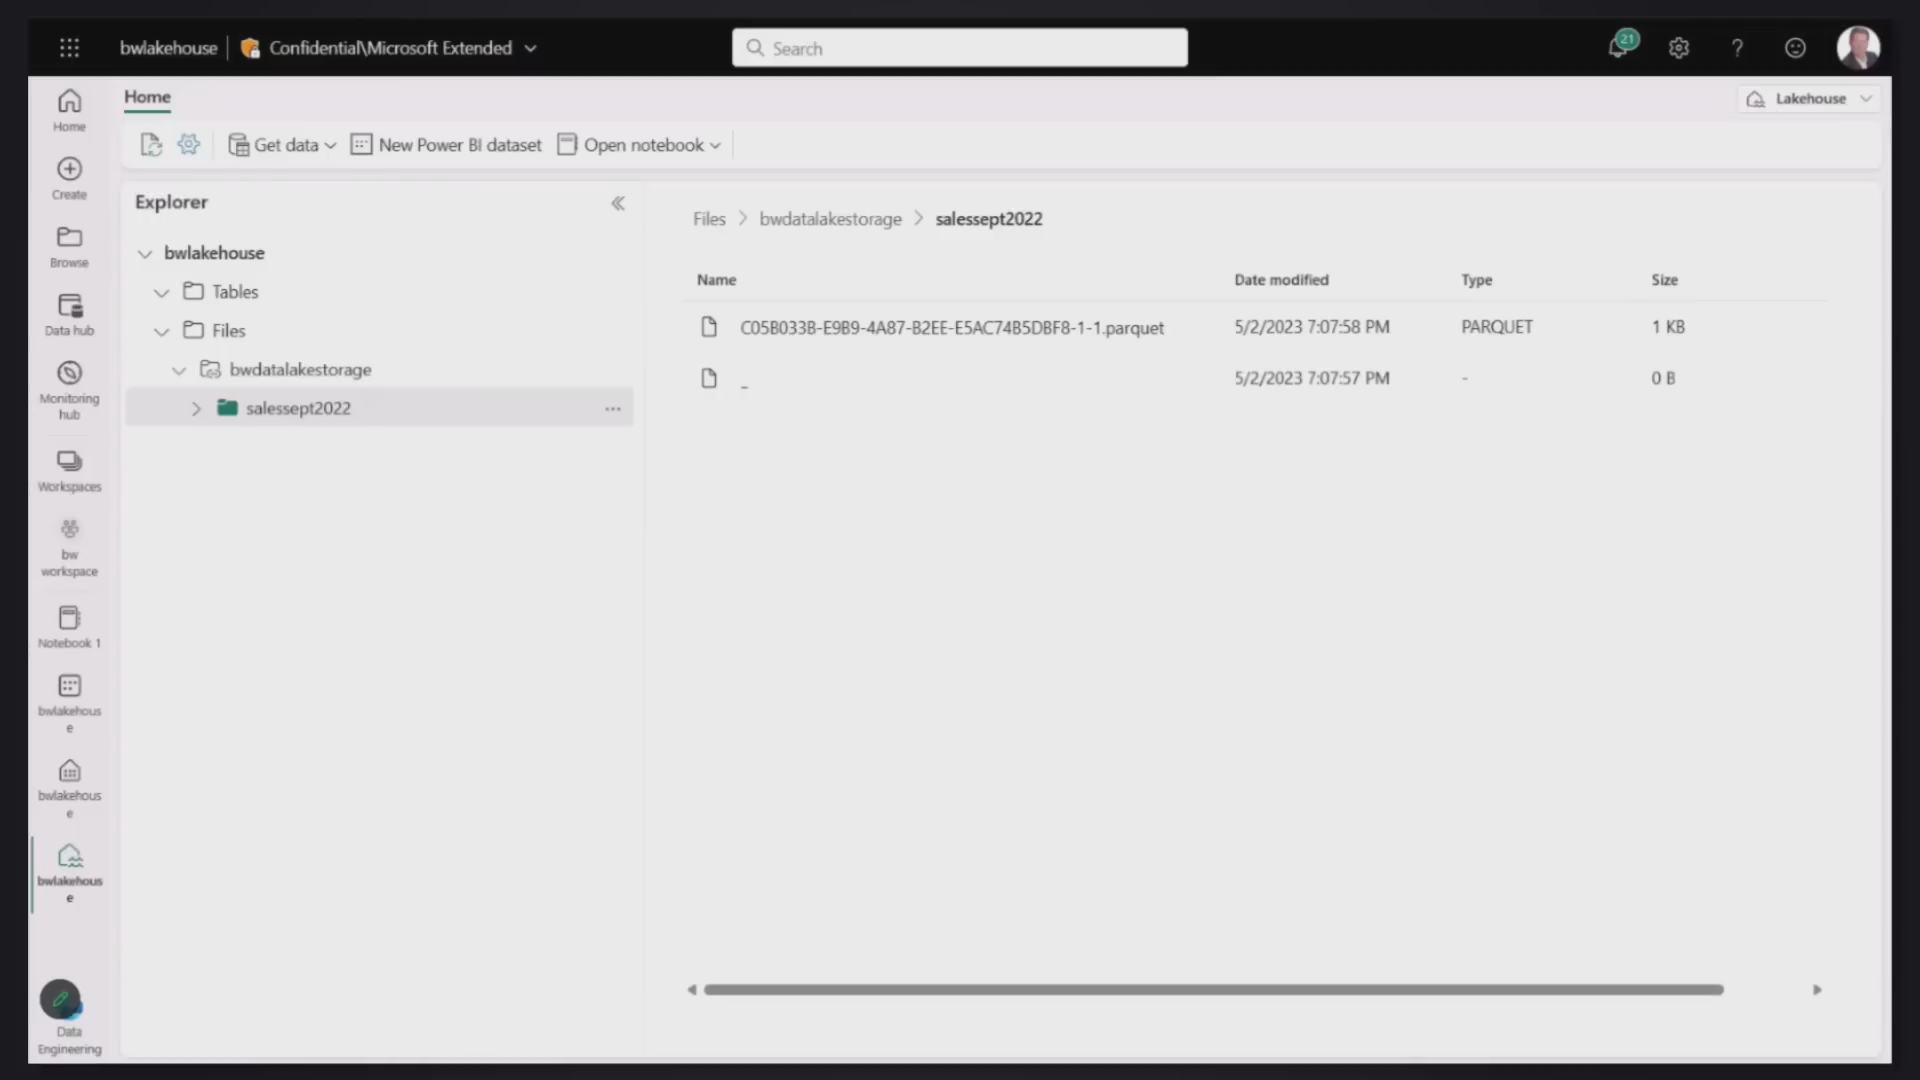 bwlakehouse
Confidential\Microsoft Extended
Search
21
Home
Lakehouse
Get data
New Power BI dataset
Open notebook
Home
Create
Browse
Data hub
Monitoring
hub
Workspaces
bw
workspace
Notebook 1
bwlakehous
e
bwlakehous
e
bwlakehous
e
Data
Engineering
Explorer
bwlakehouse
Tables
Files
bwdatalakestorage
salessept2022
Files > bwdatalakestorage > salessept2022
Name Date modified Type Size
C05B033B-E9B9-4A87-B2EE-E5AC74B5DBF8-1-1.parquet 5/2/2023 7:07:58 PM PARQUET 1 KB
_ 5/2/2023 7:07:57 PM - 0 B